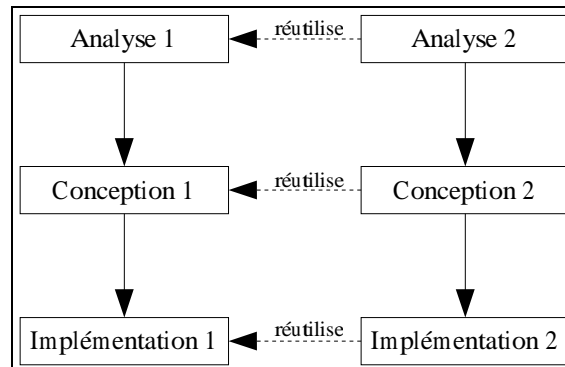 Analyse 1
réutilise
Analyse 2
Conception 1
réutilise
Conception 2
Implémentation 1
réutilise
Implémentation 2